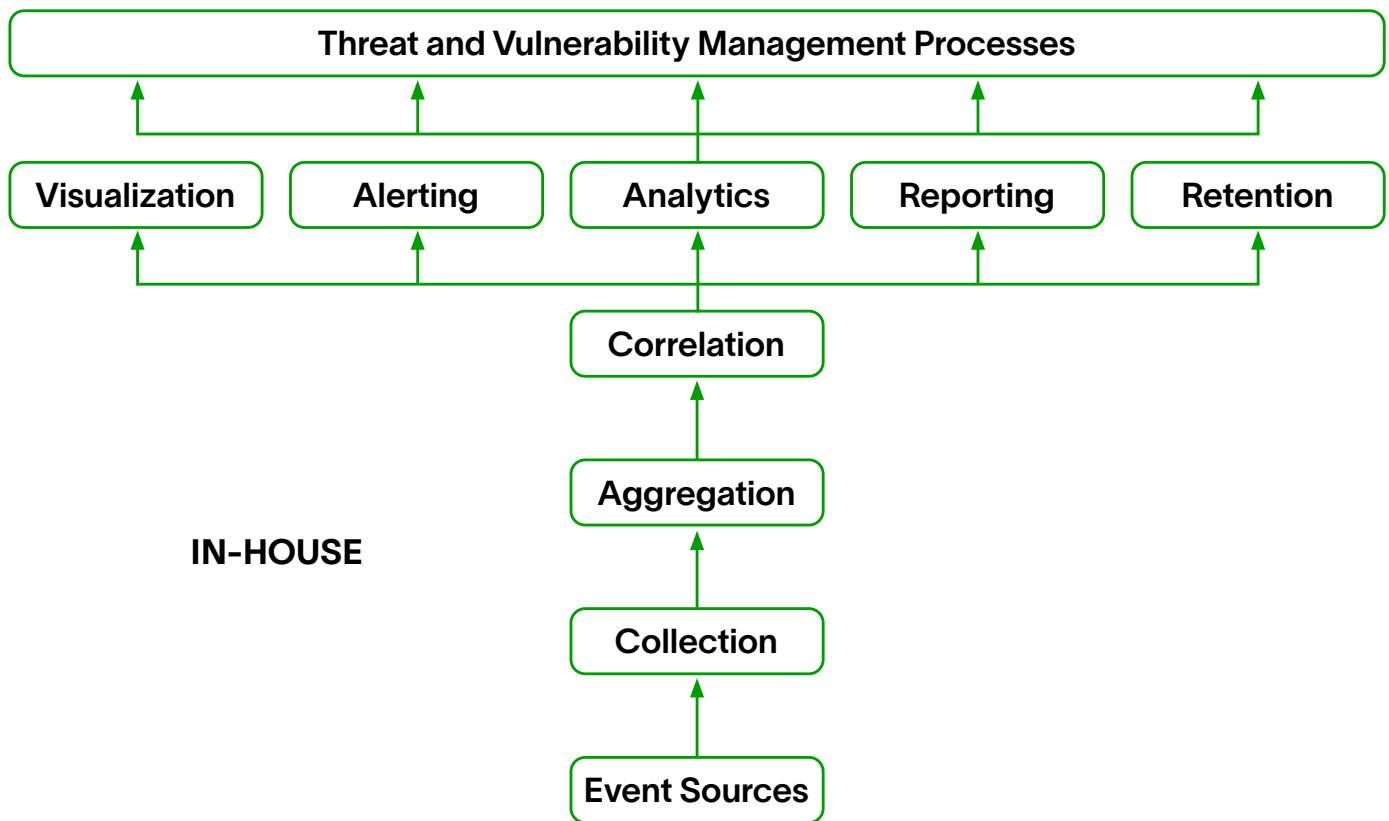 Threat and Vulnerability Management Processes
Visualization
Alerting
Analytics
Reporting
Retention
Correlation
Aggregation
IN-HOUSE
Collection
Event Sources